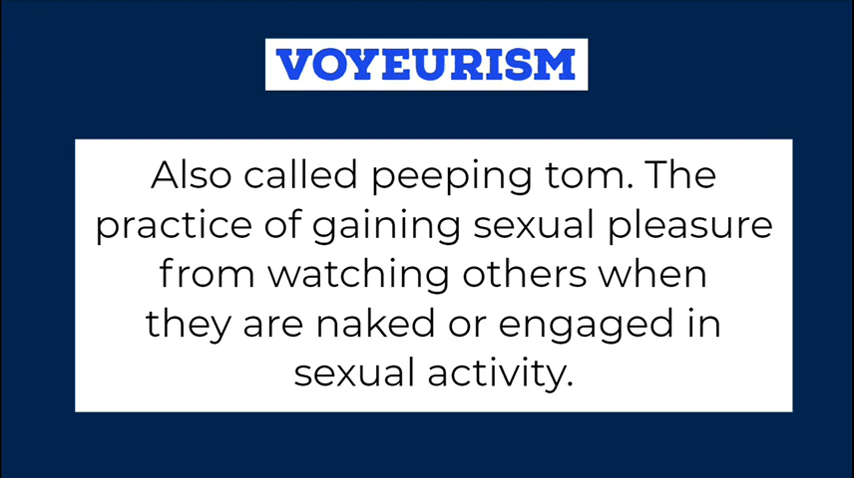 VOYEURISM
Also called peeping tom. The
practice of gaining sexual pleasure
from watching others when
they are naked or engaged in
sexual activity.